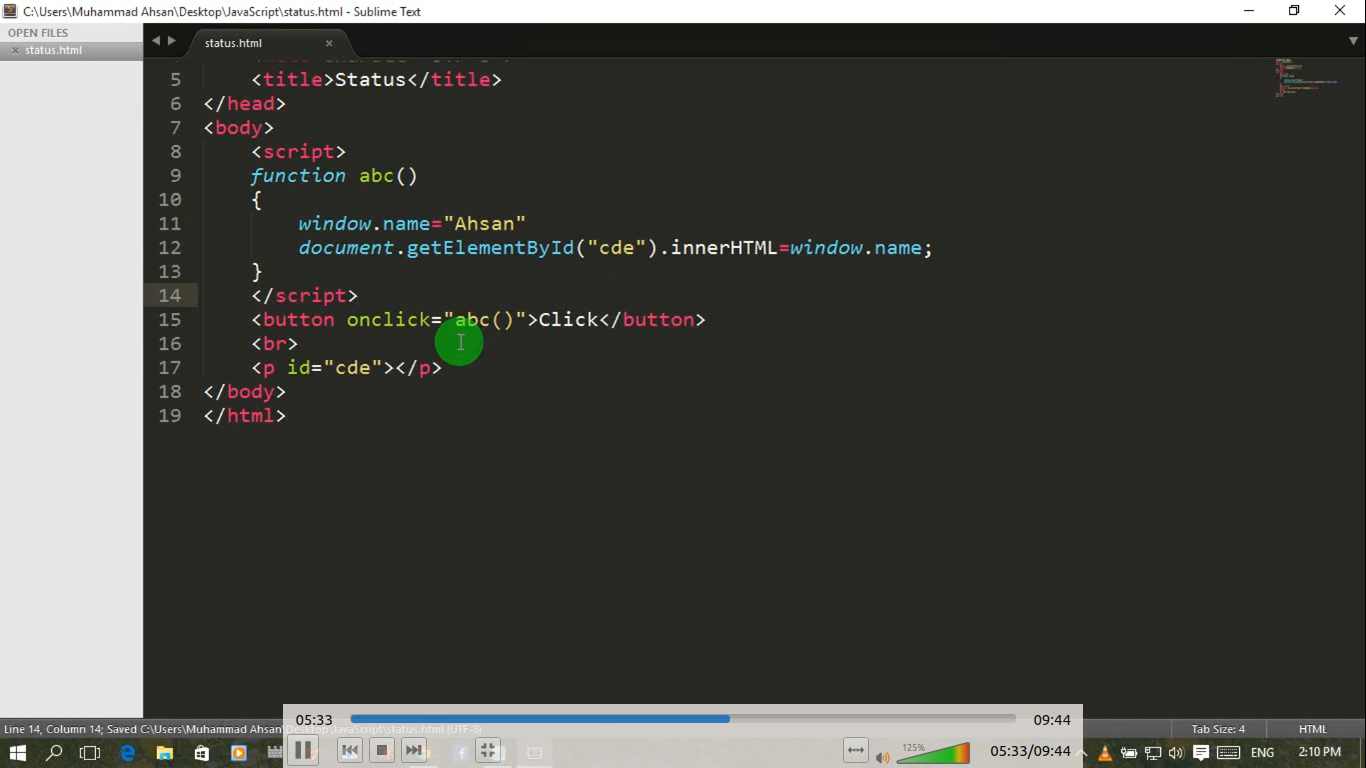 C:\Users\Muhammad Ahsan\Desktop\JavaScript\status.html - Sublime Text
OPEN FILES
status.html
status.html
5 <title>Status</title>
6 </head>
7 <body>
8 <script>
9 function abc()
10 {
11 window.name="Ahsan"
12 document.getElementById("cde").innerHTML=window.name;
13 }
14 </script>
15 <button onclick="abc()">Click</button>
16 <br>
17 <p id="cde"></p>
18 </body>
19 </html>
05:33 09:44
Line 14, Column 14; Saved C:\Users\Muhammad Ahsan\Desktop\JavaScript\status.html (UTF-8)
Tab Size: 4 HTML
125% 05:33/09:44
ENG 2:10 PM